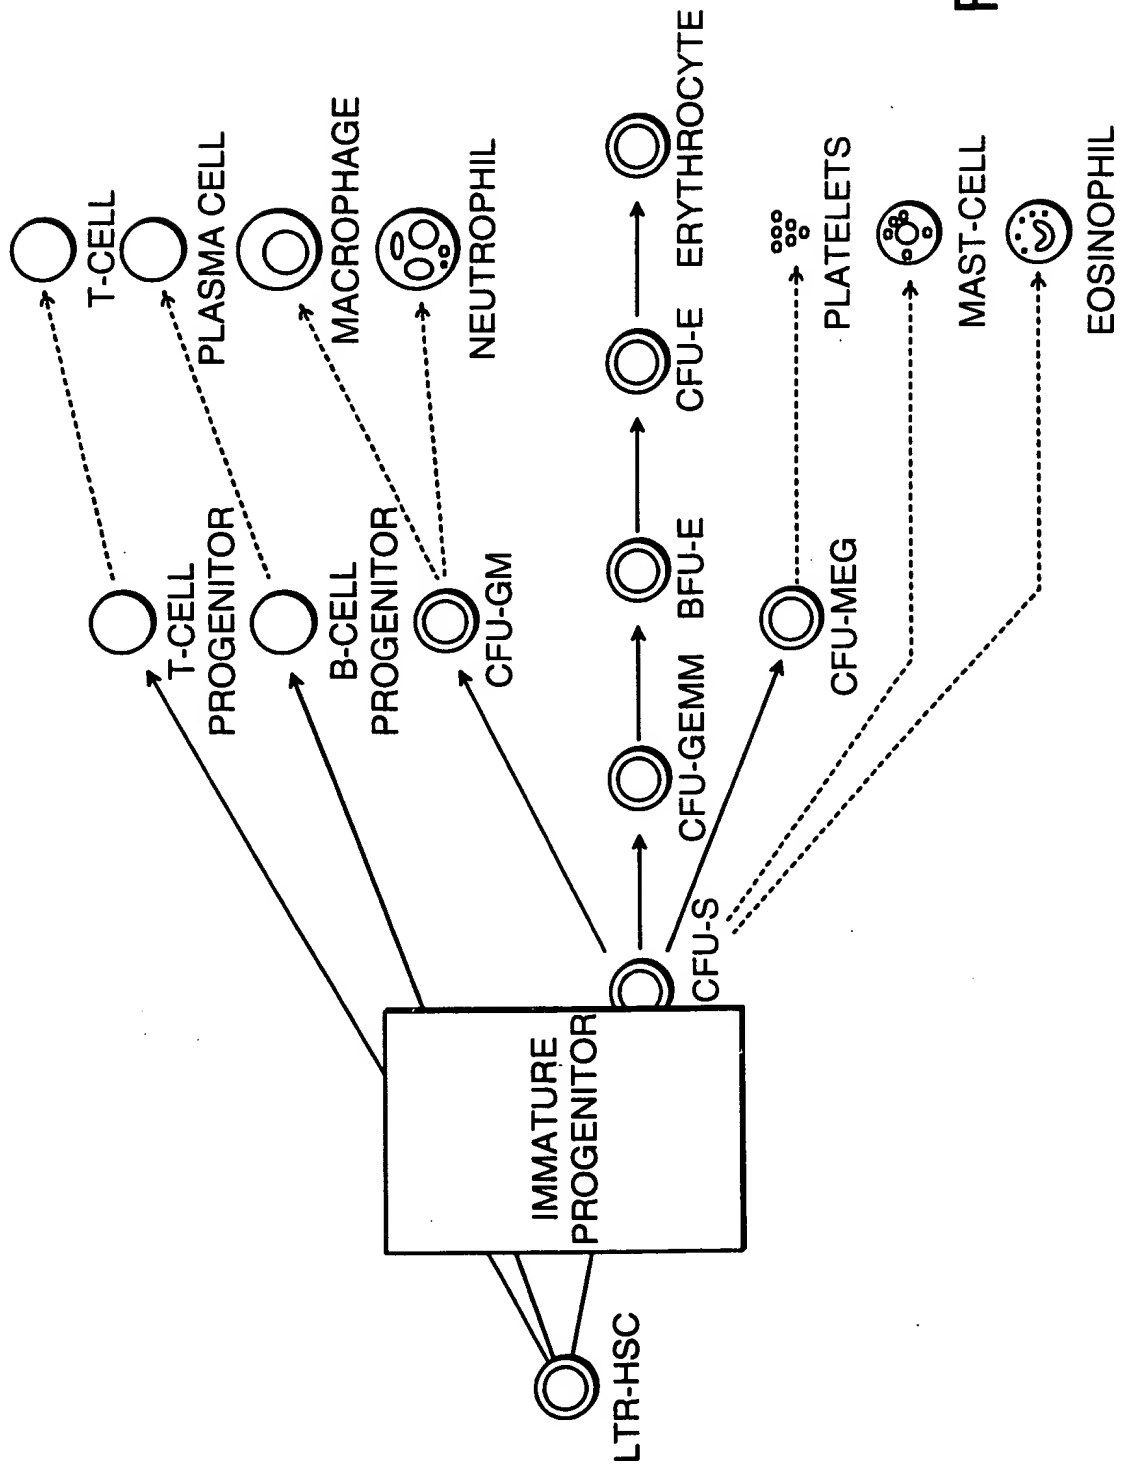 T-CELL
PLASMA CELL
MACROPHAGE
NEUTROPHIL
T-CELL
PROGENITOR
B-CELL
PROGENITOR
CFU-GM
IMMATURE
PROGENITOR
LTR-HSC
CFU-S
CFU-GEMM
BFU-E
CFU-E
ERYTHROCYTE
CFU-MEG
PLATELETS
MAST-CELL
EOSINOPHIL